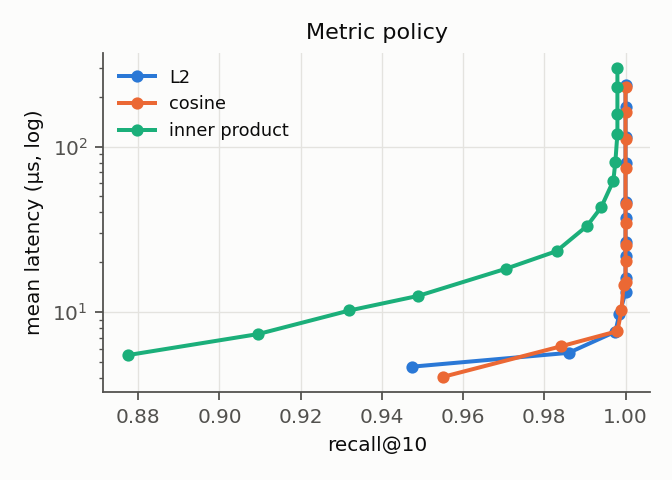 Metric policy
L2
cosine
inner product
mean latency (µs, log)
10²
10¹
0.88 0.90 0.92 0.94 0.96 0.98 1.00
recall@10